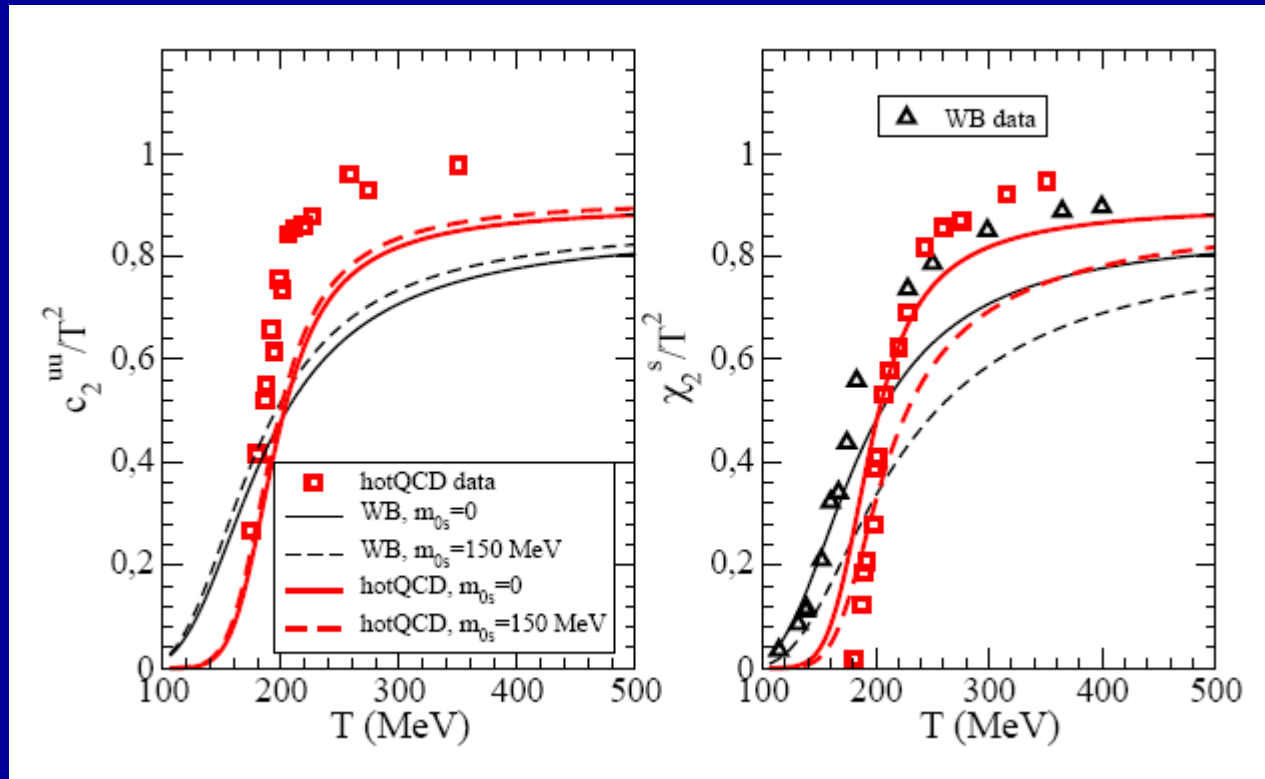 c₂ᵘᵘ/T²
1
0,8
0,6
0,4
0,2
0
100 200 300 400 500
T (MeV)
hotQCD data
WB, m₀ₛ=0
WB, m₀ₛ=150 MeV
hotQCD, m₀ₛ=0
hotQCD, m₀ₛ=150 MeV
χ₂ˢ/T²
1
0,8
0,6
0,4
0,2
0
100 200 300 400 500
T (MeV)
WB data